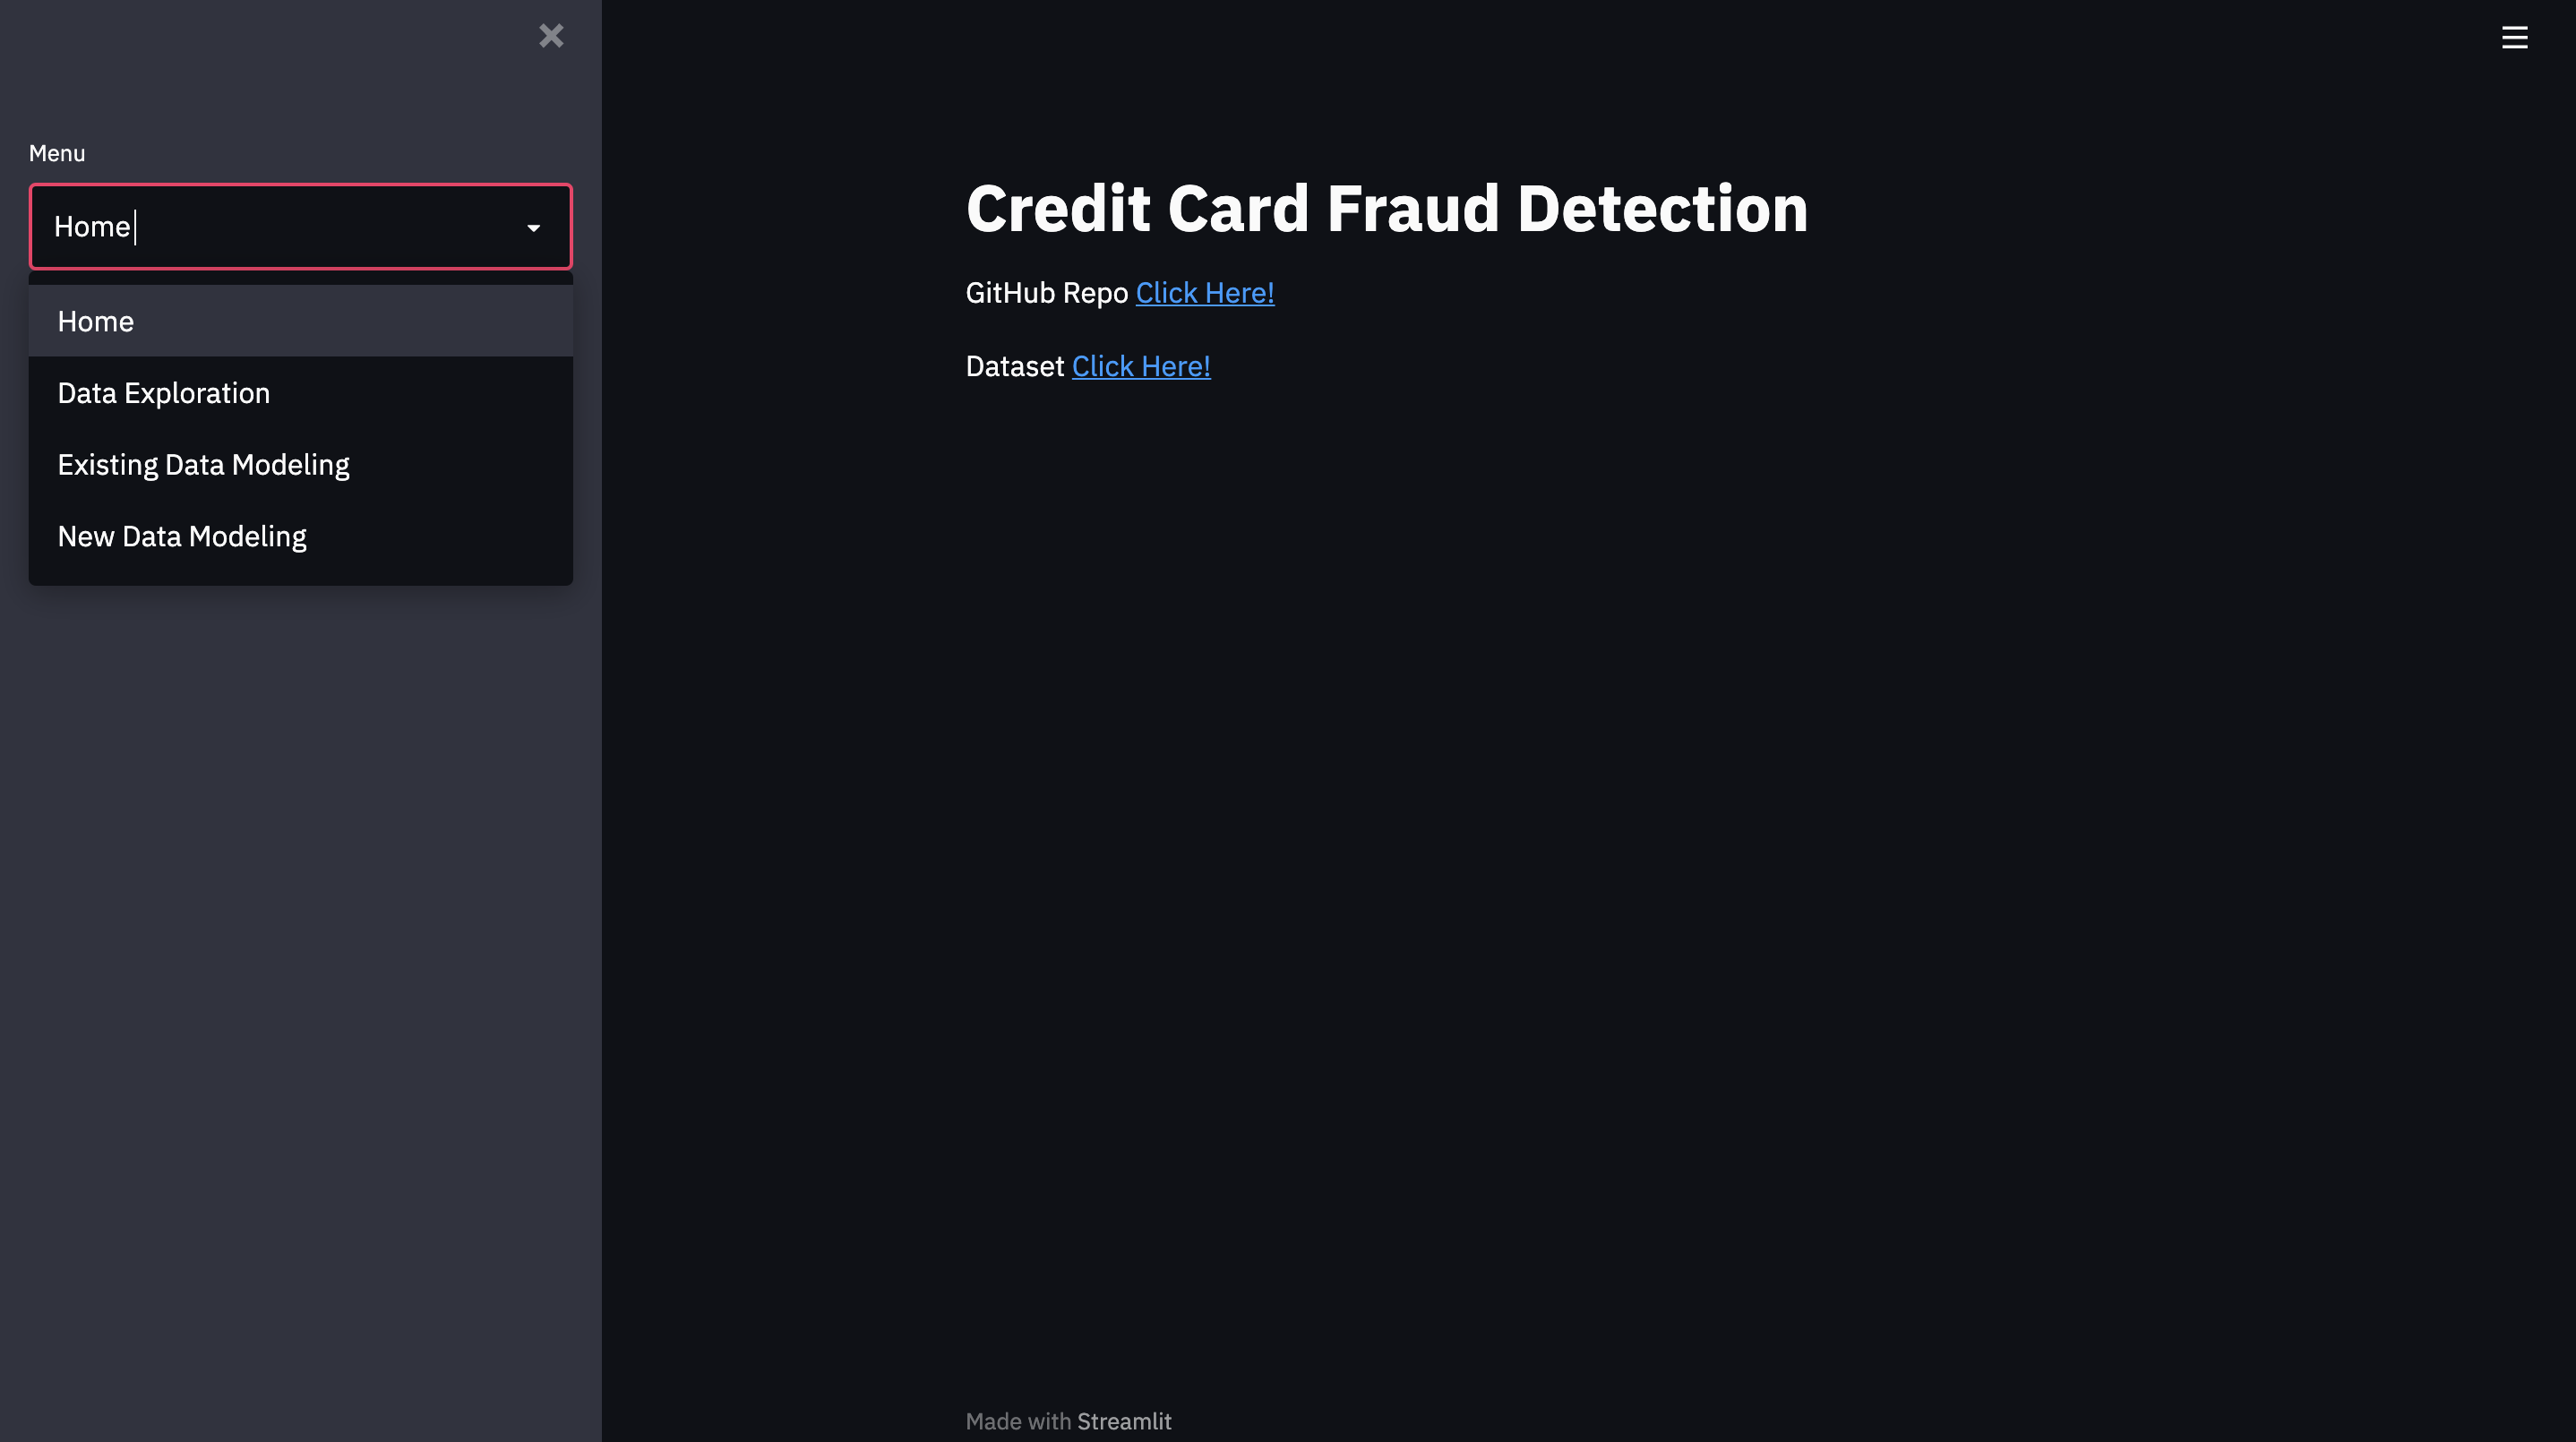 Menu
Home
Home
Data Exploration
Existing Data Modeling
New Data Modeling
Credit Card Fraud Detection
GitHub Repo Click Here!
Dataset Click Here!
Made with Streamlit